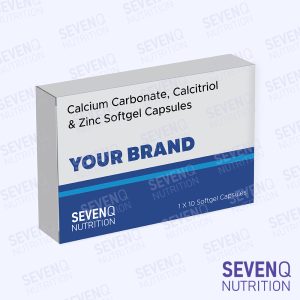 Calcium Carbonate, Calcitriol
& Zinc Softgel Capsules
YOUR BRAND
SEVENQ
NUTRITION
1 X 10 Softgel Capsules
SEVENQ
NUTRITION